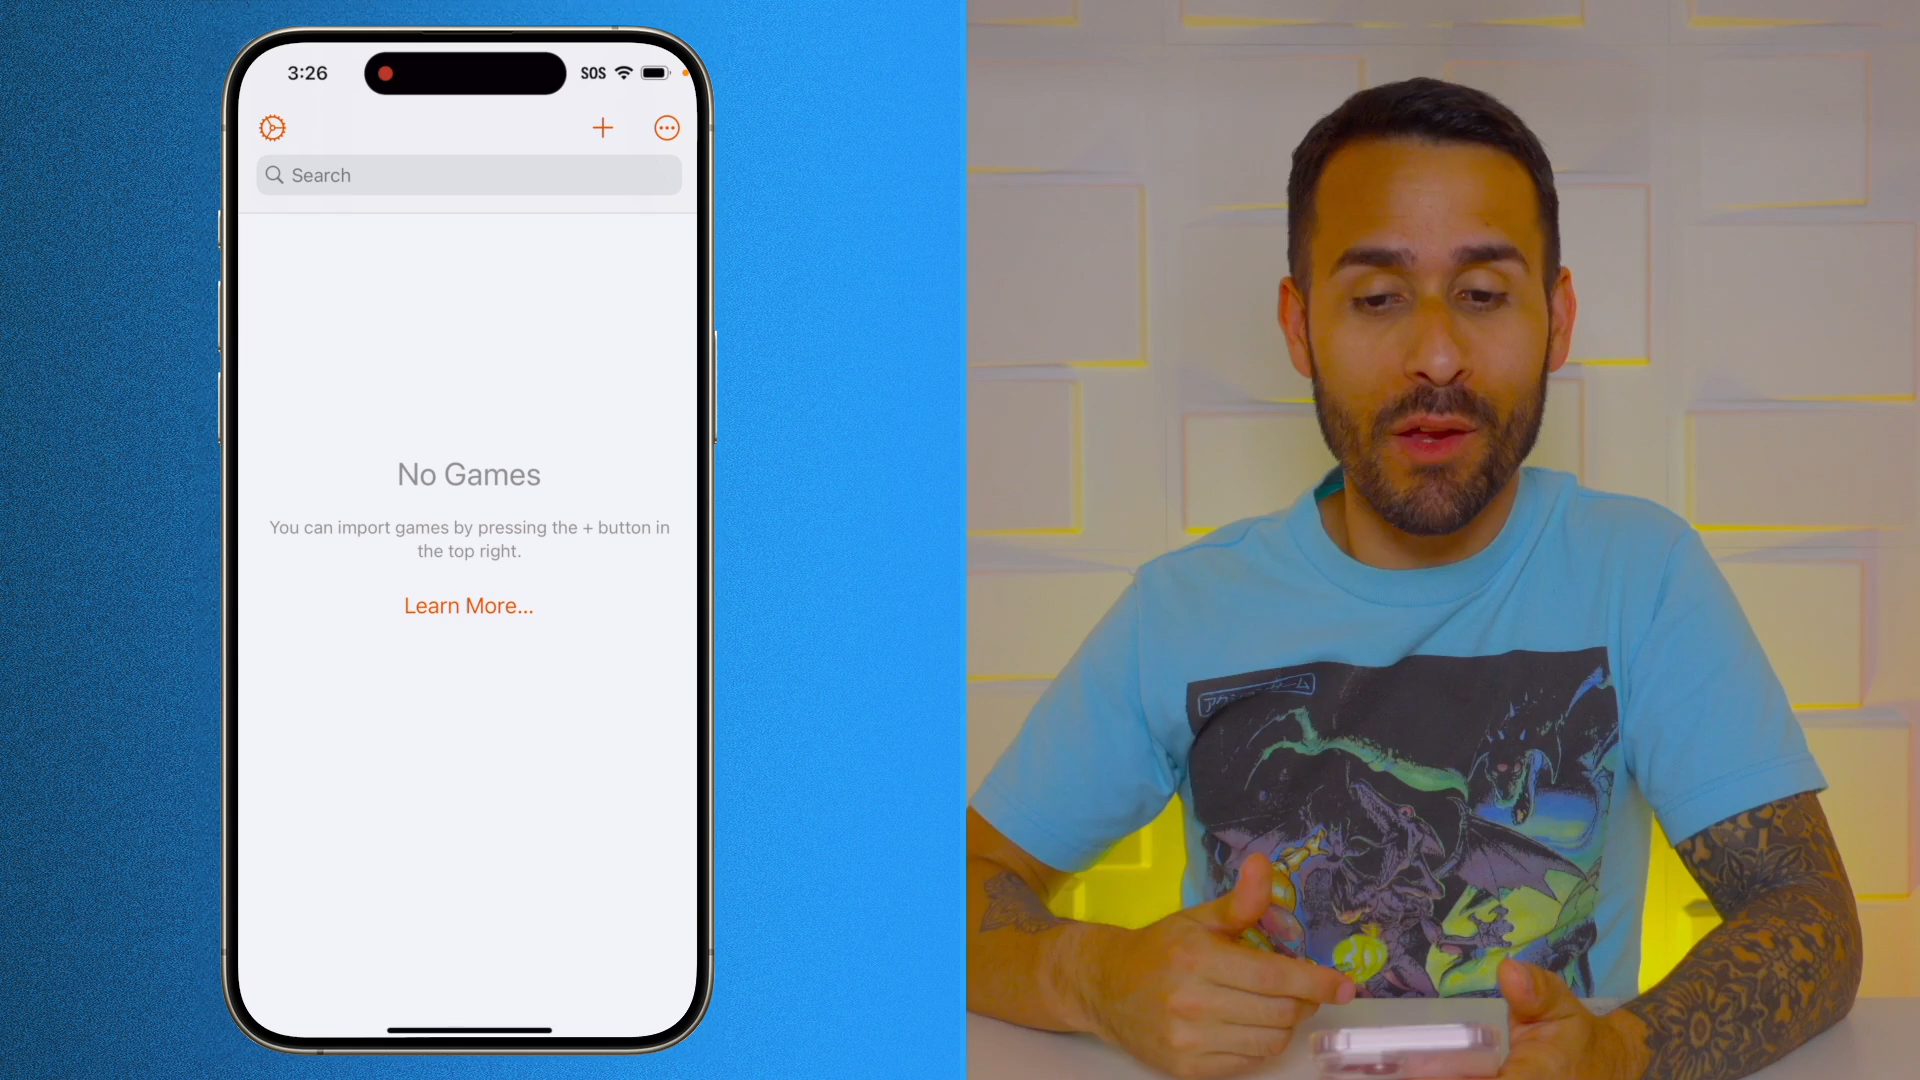 3:26
SOS
Search
No Games
You can import games by pressing the + button in
the top right.
Learn More...